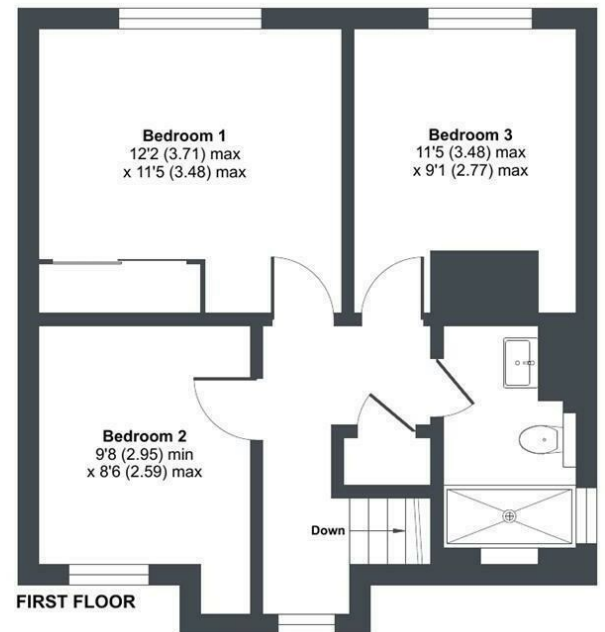 Bedroom 1
12'2 (3.71) max
x 11'5 (3.48) max
Bedroom 3
11'5 (3.48) max
x 9'1 (2.77) max
Bedroom 2
9'8 (2.95) min
x 8'6 (2.59) max
Down
FIRST FLOOR